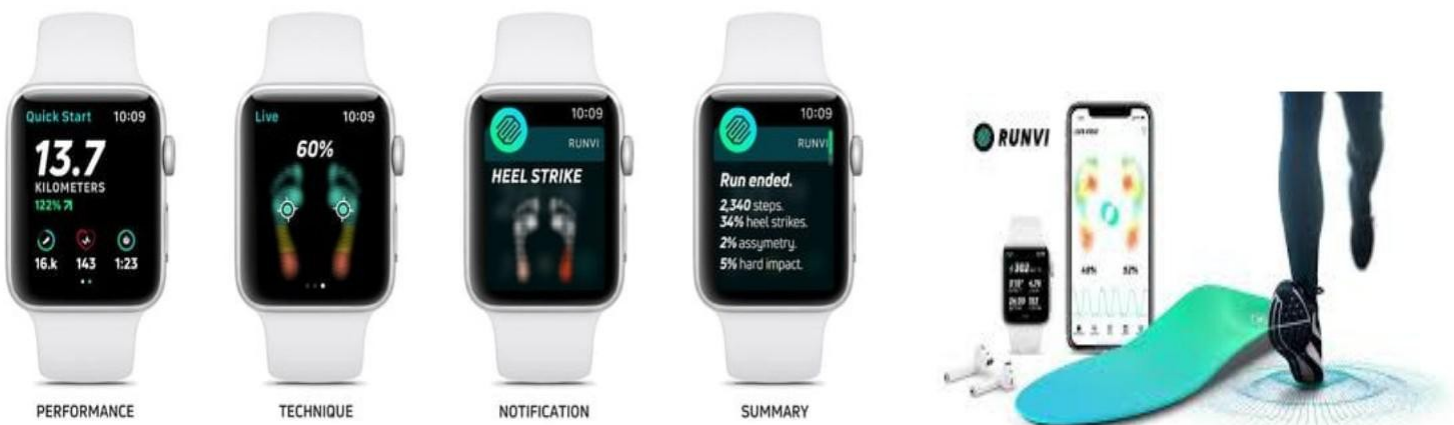 Quick Start 10:09
13.7
KILOMETERS
122%
16.k 143 1:23
PERFORMANCE
Live 10:09
60%
TECHNIQUE
10:09
RUNVI
HEEL STRIKE
NOTIFICATION
10:09
RUNVI
Run ended.
2,340 steps.
34% heel strikes.
2% assymetry.
5% hard impact.
SUMMARY
RUNVI
48% 52%